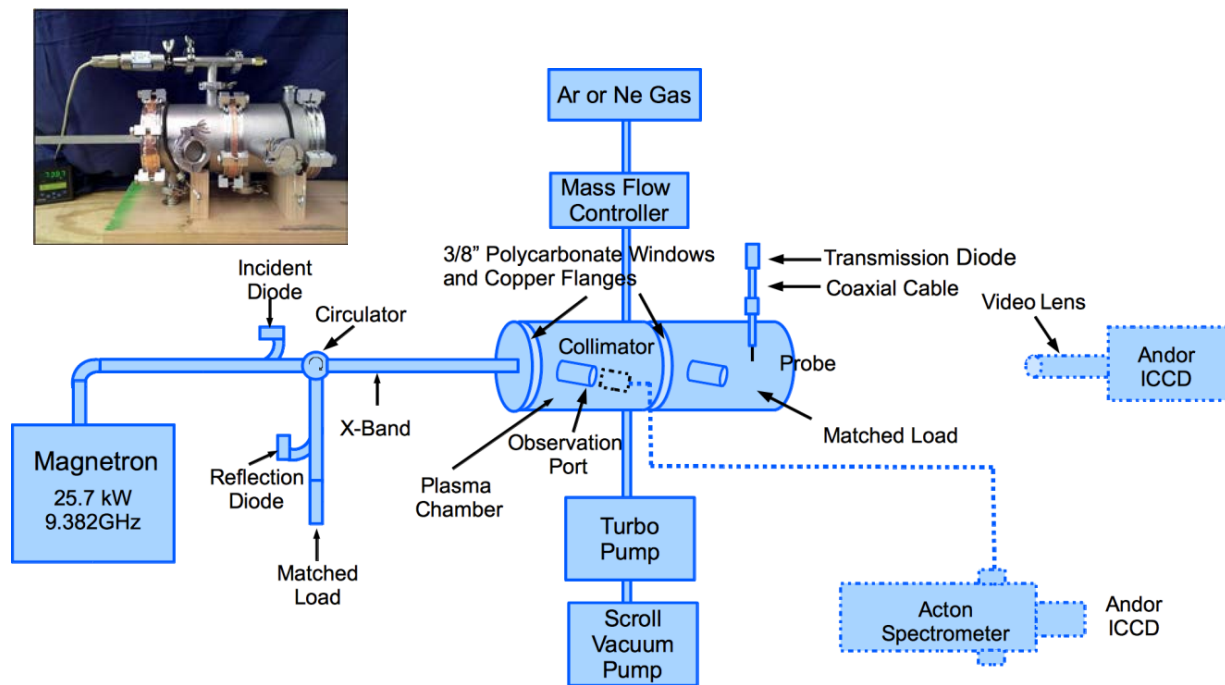 Ar or Ne Gas
Mass Flow
Controller
3/8” Polycarbonate Windows
and Copper Flanges
Transmission Diode
Coaxial Cable
Video Lens
Andor
ICCD
Incident
Diode
Circulator
Collimator
Probe
X-Band
Observation
Port
Matched Load
Magnetron
25.7 kW
9.382GHz
Reflection
Diode
Plasma
Chamber
Matched
Load
Turbo
Pump
Scroll
Vacuum
Pump
Acton
Spectrometer
Andor
ICCD